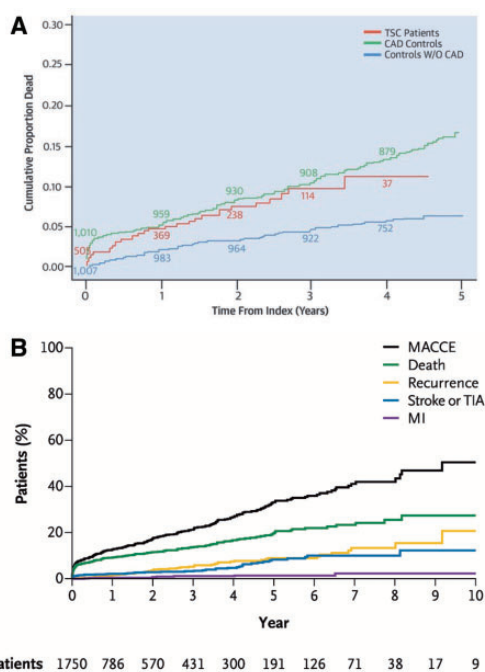 A
0.30
0.25
0.20
0.15
0.10
0.05
0.00
Cumulative Proportion Dead
TSC Patients
CAD Controls
Controls W/O CAD
1,010
959
930
908
879
505
369
238
114
37
1,007
983
964
922
752
0
1
2
3
4
5
Time From Index (Years)
B
100
80
60
40
20
0
Patients (%)
MACCE
Death
Recurrence
Stroke or TIA
MI
0 1 2 3 4 5 6 7 8 9 10
Year
atients 1750 786 570 431 300 191 126 71 38 17 9